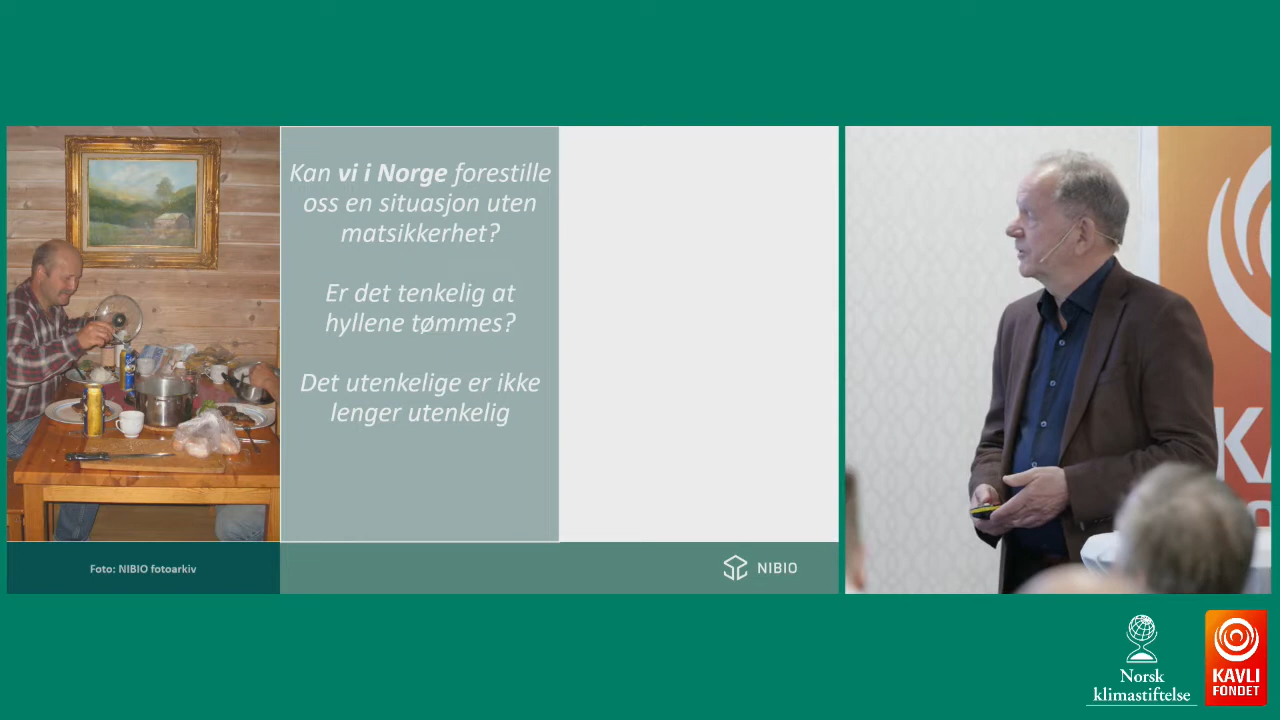 Kan vi i Norge forestille
oss en situasjon uten
matsikkerhet?
Er det tenkelig at
hyllene tømmes?
Det utenkelige er ikke
lenger utenkelig
Foto: NIBIO fotoarkiv
NIBIO
Norsk
klimastiftelse
KAVLI
FONDET